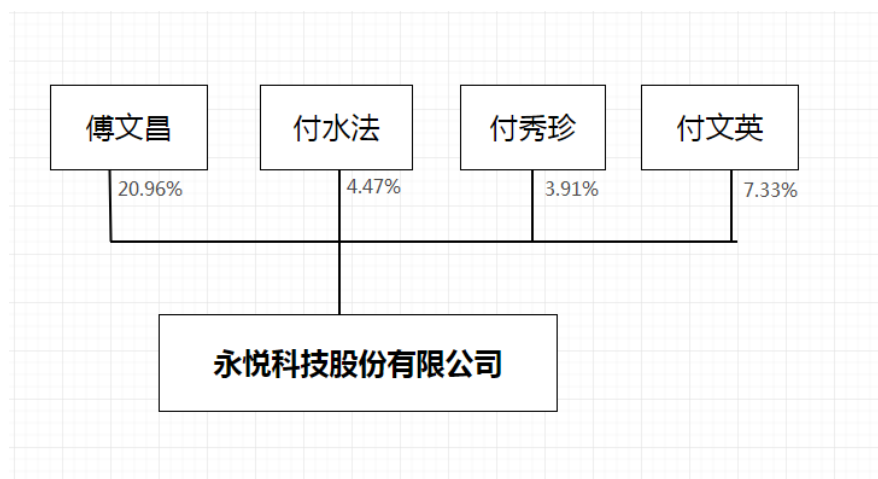 傅文昌
付水法
付秀珍
付文英
20.96%
4.47%
3.91%
7.33%
永悦科技股份有限公司